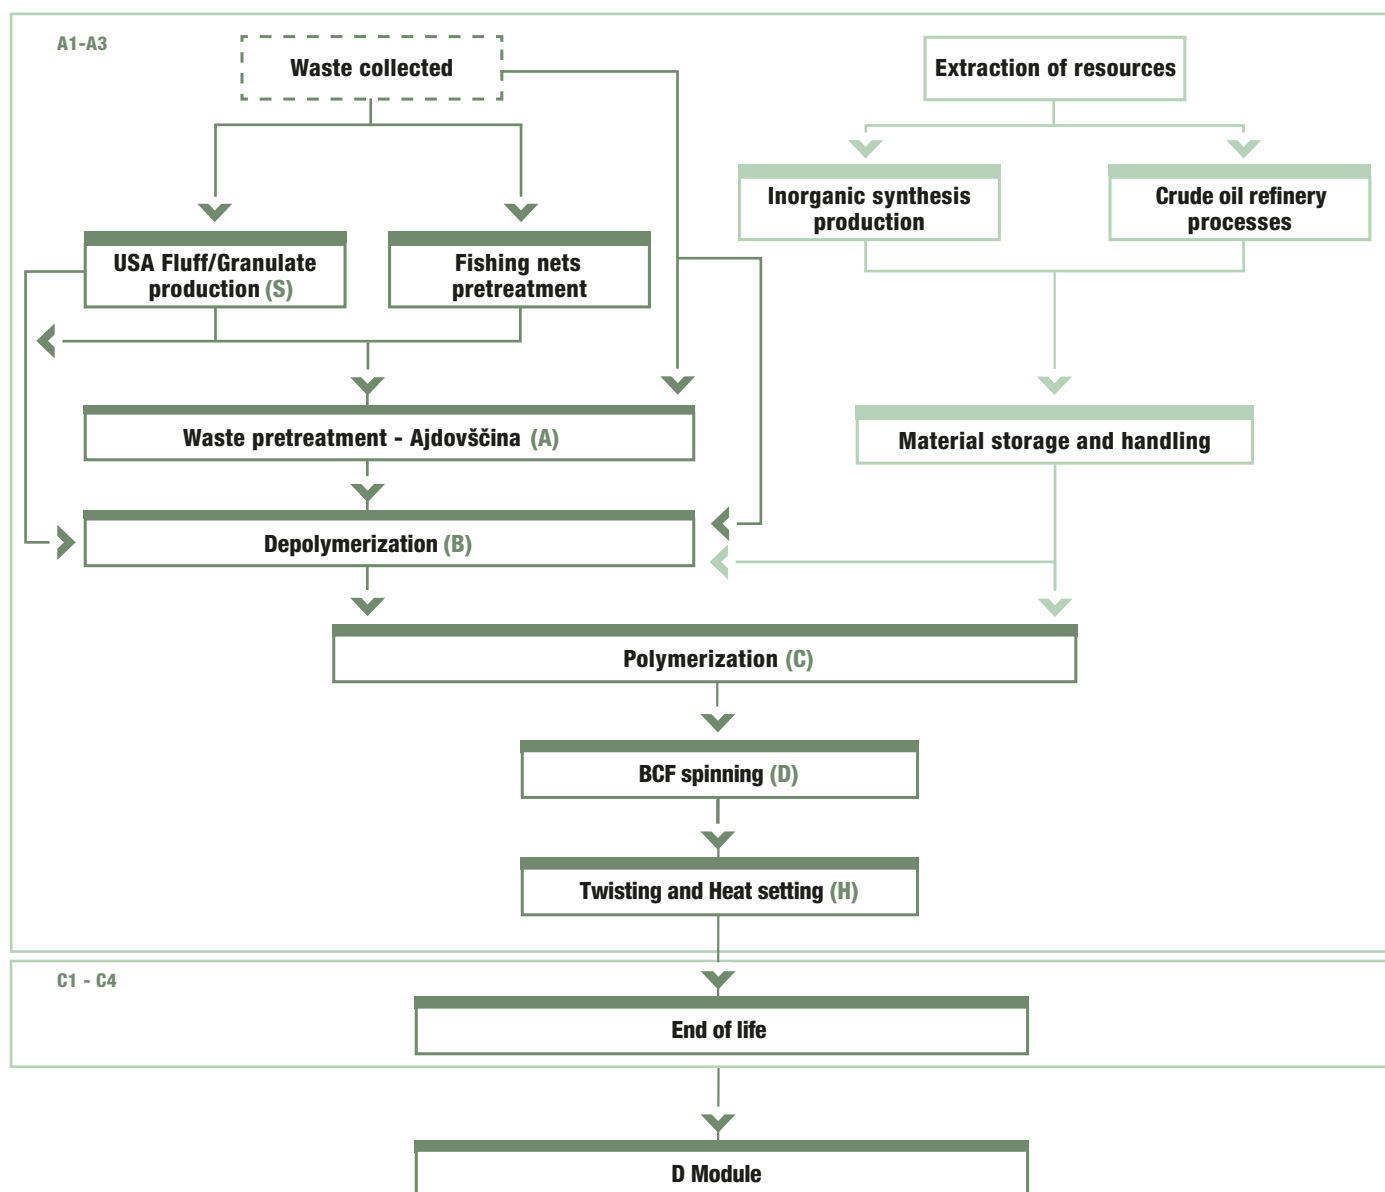 A1-A3
Waste collected
Extraction of resources
Inorganic synthesis
production
Crude oil refinery
processes
USA Fluff/Granulate
production (S)
Fishing nets
pretreatment
Waste pretreatment - Ajdovščina (A)
Material storage and handling
Depolymerization (B)
Polymerization (C)
BCF spinning (D)
Twisting and Heat setting (H)
C1 - C4
End of life
D Module